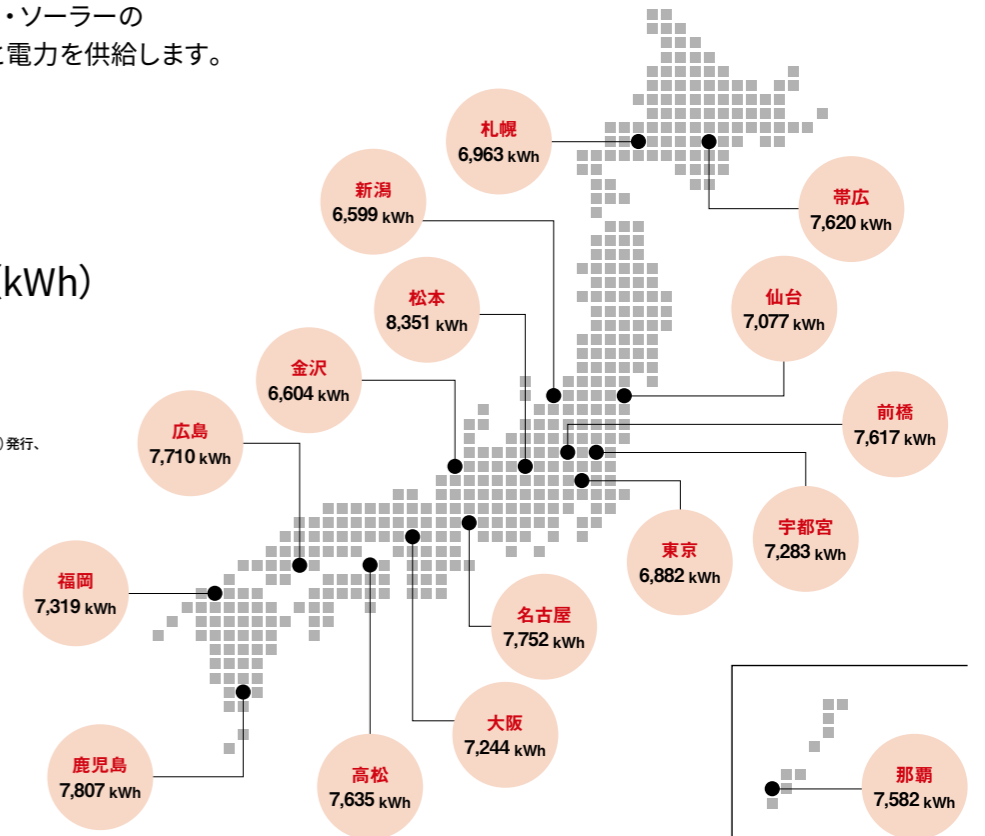 ・ソーラーの
と電力を供給します。
(kWh)
)発行、
札幌
6,963 kWh
新潟
6,599 kWh
帯広
7,620 kWh
松本
8,351 kWh
仙台
7,077 kWh
金沢
6,604 kWh
前橋
7,617 kWh
広島
7,710 kWh
宇都宮
7,283 kWh
東京
6,882 kWh
福岡
7,319 kWh
名古屋
7,752 kWh
大阪
7,244 kWh
鹿児島
7,807 kWh
高松
7,635 kWh
那覇
7,582 kWh